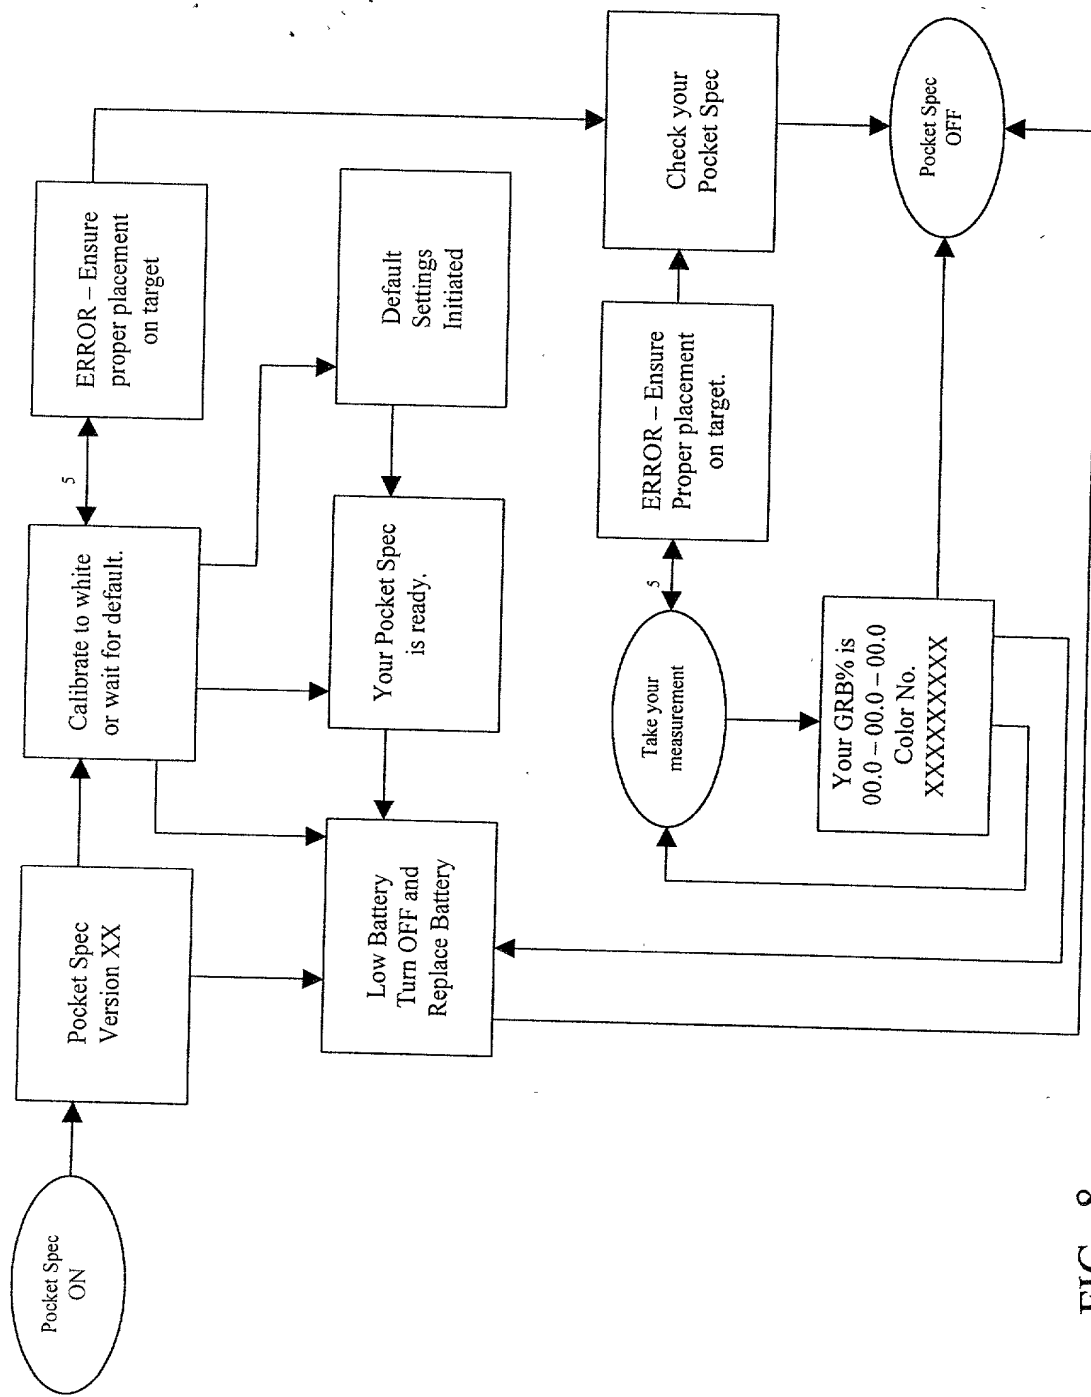 Pocket Spec
ON
Pocket Spec
Version XX
Calibrate to white
or wait for default.
5
ERROR – Ensure
proper placement
on target
Low Battery
Turn OFF and
Replace Battery
Your Pocket Spec
is ready.
Default
Settings
Initiated
Take your
measurement
5
ERROR – Ensure
Proper placement
on target.
Check your
Pocket Spec
Your GRB% is
00.0 – 00.0 – 00.0
Color No.
XXXXXXXXXX
Pocket Spec
OFF
FIG. 8